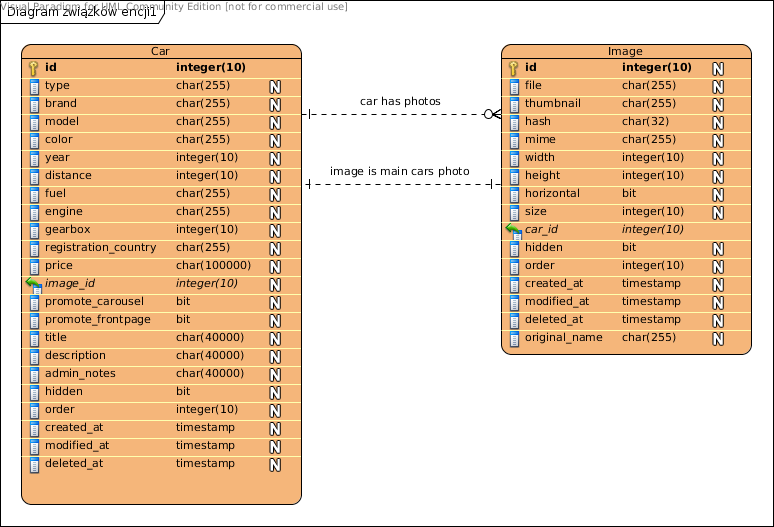 Visual Paradigm for UML Community Edition [not for commercial use]
Diagram związków encji1
Car
id integer(10)
type char(255) N
brand char(255) N
model char(255) N
color char(255) N
year integer(10) N
distance integer(10) N
fuel char(255) N
engine char(255) N
gearbox integer(10) N
registration_country char(255) N
price char(100000) N
image_id integer(10) N
promote_carousel bit N
promote_frontpage bit N
title char(40000) N
description char(40000) N
admin_notes char(40000) N
hidden bit N
order integer(10) N
created_at timestamp N
modified_at timestamp N
deleted_at timestamp N
car has photos
image is main cars photo
Image
id integer(10) N
file char(255) N
thumbnail char(255) N
hash char(32) N
mime char(255) N
width integer(10) N
height integer(10) N
horizontal bit N
size integer(10) N
car_id integer(10)
hidden bit N
order integer(10) N
created_at timestamp N
modified_at timestamp N
deleted_at timestamp N
original_name char(255) N